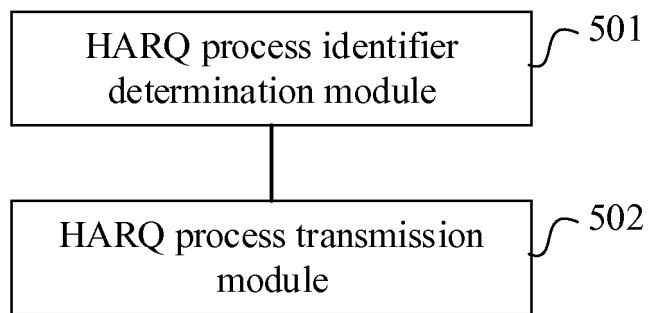 HARQ process identifier
determination module
501
HARQ process transmission
module
502